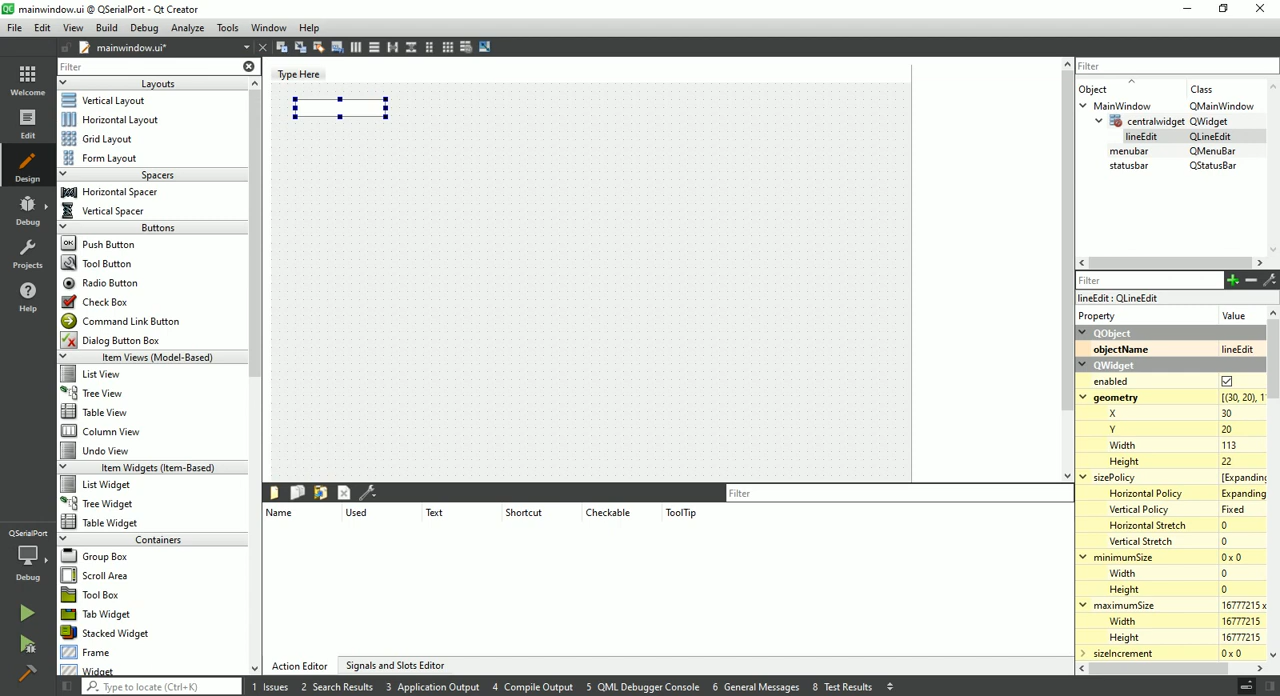 QC mainwindow.ui @ QSerialPort - Qt Creator
File Edit View Build Debug Analyze Tools Window Help
mainwindow.ui*
Filter
Layouts
Vertical Layout
Horizontal Layout
Grid Layout
Form Layout
Spacers
Horizontal Spacer
Vertical Spacer
Buttons
OK Push Button
Tool Button
Radio Button
Check Box
Command Link Button
Dialog Button Box
Item Views (Model-Based)
List View
Tree View
Table View
Column View
Undo View
Item Widgets (Item-Based)
List Widget
Tree Widget
Table Widget
Containers
Group Box
Scroll Area
Tool Box
Tab Widget
Stacked Widget
Frame
Widget
Welcome
Edit
Design
Debug
Projects
Help
QSerialPort
Debug
Type Here
Filter
Name Used Text Shortcut Checkable ToolTip
Action Editor Signals and Slots Editor
Filter
Object Class
MainWindow QMainWindow
centralwidget QWidget
lineEdit QLineEdit
menubar QMenuBar
statusbar QStatusBar
Filter
lineEdit : QLineEdit
Property Value
QObject
objectName lineEdit
QWidget
enabled
geometry [(30, 20), 1
X 30
Y 20
Width 113
Height 22
sizePolicy [Expanding
Horizontal Policy Expanding
Vertical Policy Fixed
Horizontal Stretch 0
Vertical Stretch 0
minimumSize 0 x 0
Width 0
Height 0
maximumSize 16777215 x
Width 16777215
Height 16777215
sizeIncrement 0 x 0
Type to locate (Ctrl+K) 1 Issues 2 Search Results 3 Application Output 4 Compile Output 5 QML Debugger Console 6 General Messages 8 Test Results